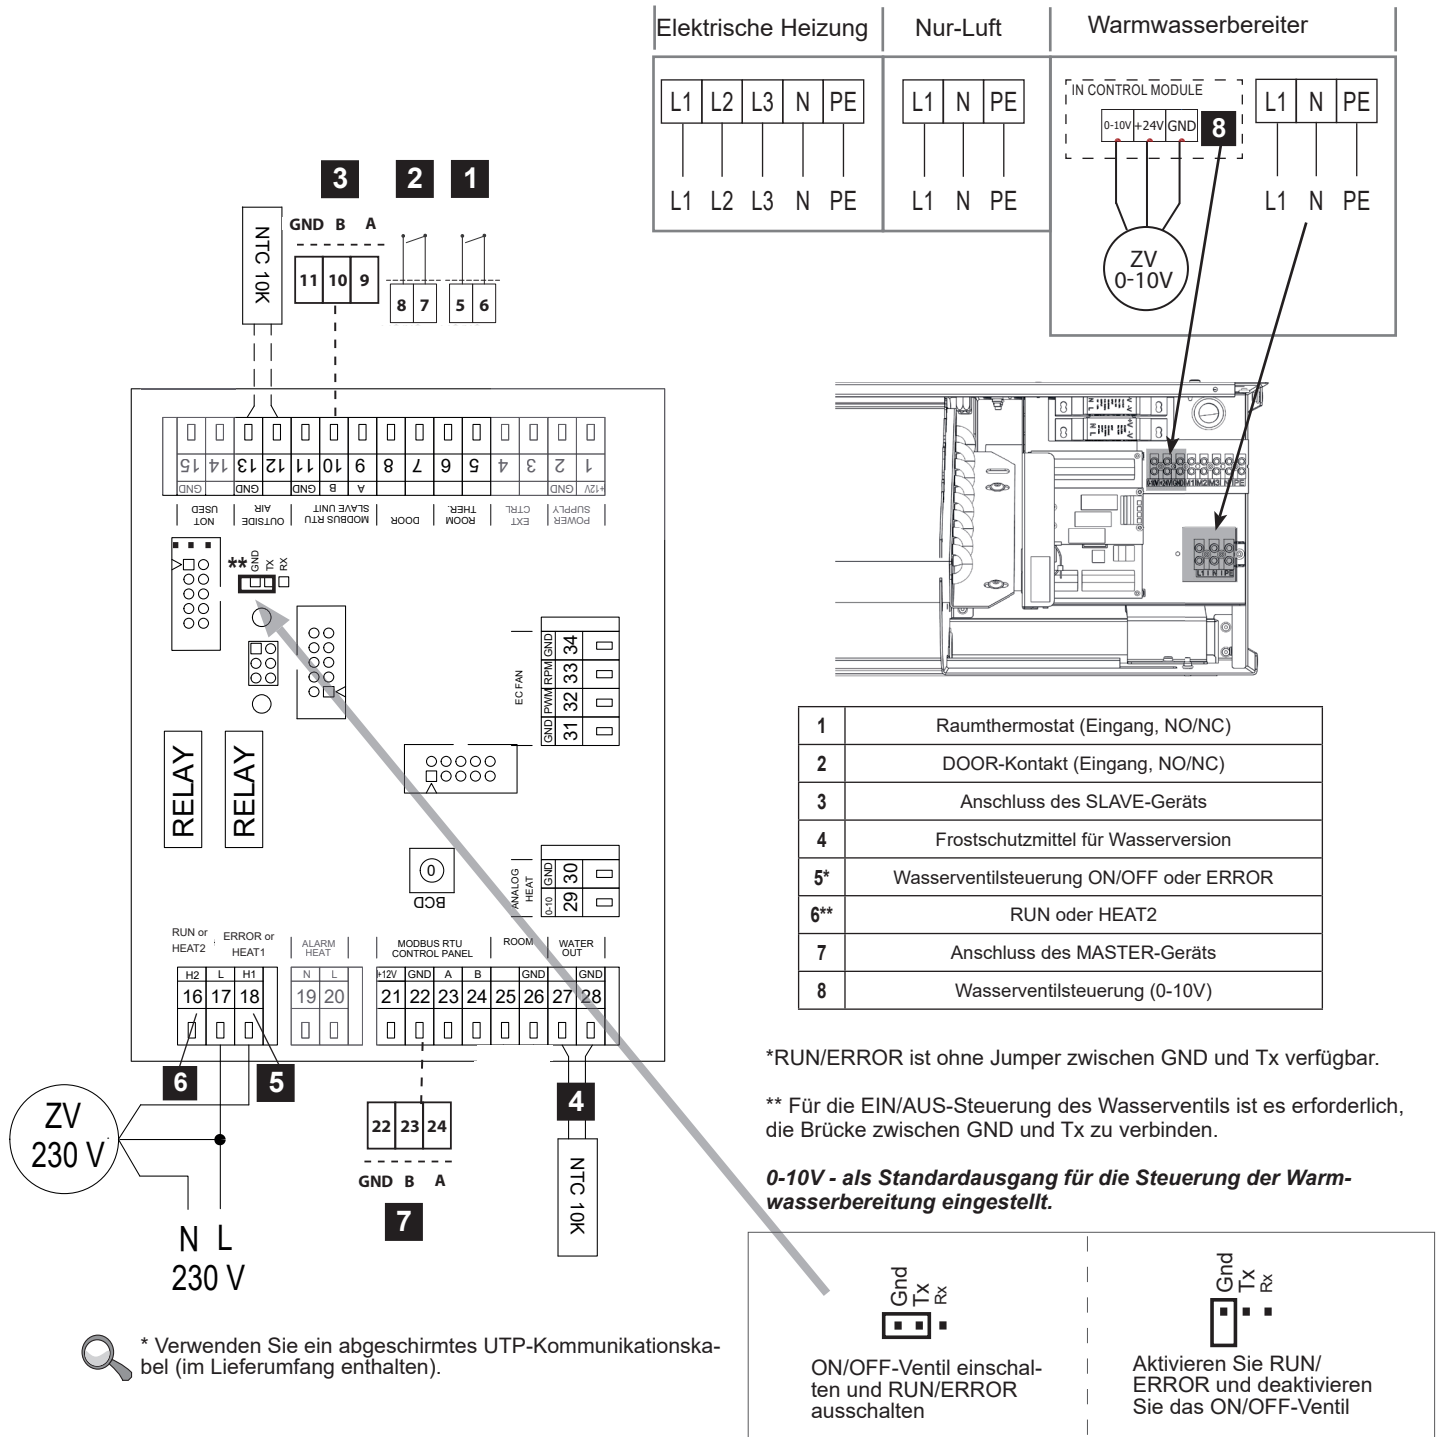 Elektrische Heizung
Nur-Luft
Warmwasserbereiter
L1 L2 L3 N PE
L1 N PE
IN CONTROL MODULE
0-10V +24V GND
8
L1 N PE
L1 L2 L3 N PE
L1 N PE
L1 N PE
ZV
0-10V
3
2
1
GND B A
NTC 10K
11 10 9
8 7
5 6
15 14 13 12 11 10 9 8 7 6 5 4 3 2 1
GND
GND
GND
B
A
GND
+12V
NOT
USED
OUTSIDE
AIR
MOTBUS RTU
SLAVE UNIT
DOOR
ROOM
THER.
EXT
CTRL
POWER
SUPPLY
**
GND
TX
RX
RELAY
RELAY
EC FAN
GND 34
RPM 33
PWM 32
GND 31
0
BCD
ANALOG
HEAT
GND 30
0-10 29
RUN or
HEAT2
ERROR or
HEAT1
ALARM
HEAT
MODBUS RTU
CONTROL PANEL
ROOM
WATER
OUT
H2 L H1
N L
+12V GND A B GND GND
16 17 18
19 20
21 22 23 24 25 26 27 28
6
5
4
ZV
230 V
22 23 24
GND B A
7
NTC 10K
N L
230 V
L1 N PE
1 Raumthermostat (Eingang, NO/NC)
2 DOOR-Kontakt (Eingang, NO/NC)
3 Anschluss des SLAVE-Geräts
4 Frostschutzmittel für Wasserversion
5* Wasserventilsteuerung ON/OFF oder ERROR
6** RUN oder HEAT2
7 Anschluss des MASTER-Geräts
8 Wasserventilsteuerung (0-10V)
*RUN/ERROR ist ohne Jumper zwischen GND und Tx verfügbar.
** Für die EIN/AUS-Steuerung des Wasserventils ist es erforderlich,
die Brücke zwischen GND und Tx zu verbinden.
0-10V - als Standardausgang für die Steuerung der Warm-
wasserbereitung eingestellt.
Gnd
Tx
Rx
ON/OFF-Ventil einschal-
ten und RUN/ERROR
ausschalten
Gnd
Tx
Rx
Aktivieren Sie RUN/
ERROR und deaktivieren
Sie das ON/OFF-Ventil
* Verwenden Sie ein abgeschirmtes UTP-Kommunikationska-
bel (im Lieferumfang enthalten).